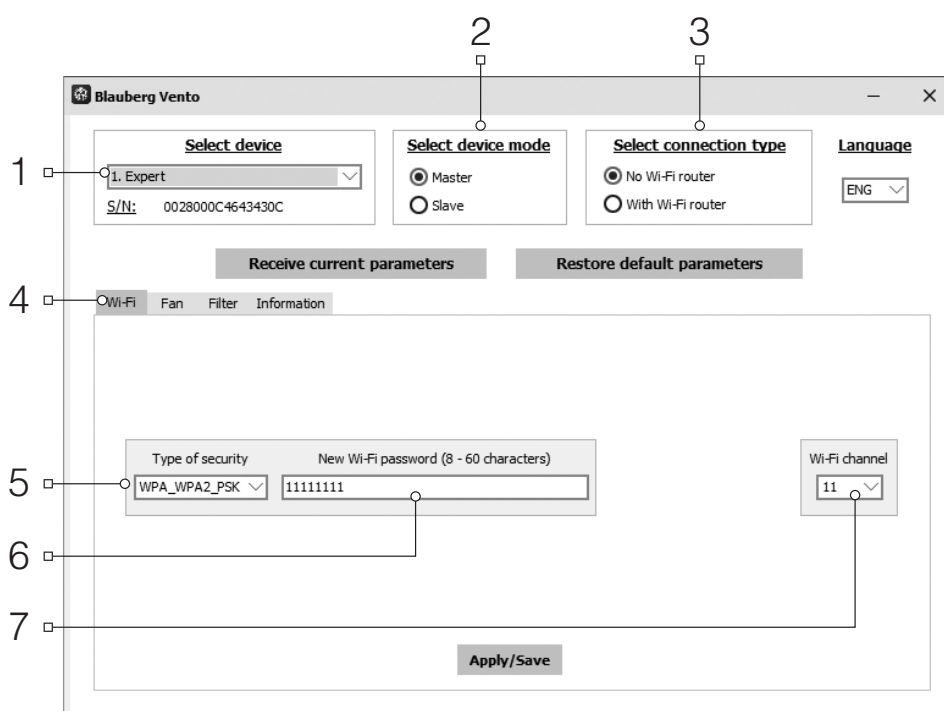 2 3
Blauberg Vento
Select device Select device mode Select connection type Language
1 1. Expert Master No Wi-Fi router ENG
S/N: 0028000C4643430C Slave With Wi-Fi router
Receive current parameters Restore default parameters
4 Wi-Fi Fan Filter Information
Type of security New Wi-Fi password (8 - 60 characters) Wi-Fi channel
5 WPA_WPA2_PSK 11111111 11
6
7
Apply/Save